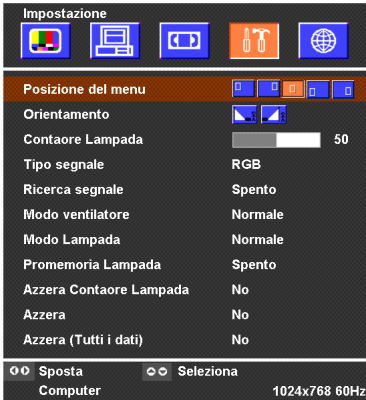 Impostazione
Posizione del menu
Orientamento
Contaore Lampada 50
Tipo segnale RGB
Ricerca segnale Spento
Modo ventilatore Normale
Modo Lampada Normale
Promemoria Lampada Spento
Azzera Contaore Lampada No
Azzera No
Azzera (Tutti i dati) No
Sposta Seleziona
Computer 1024x768 60Hz